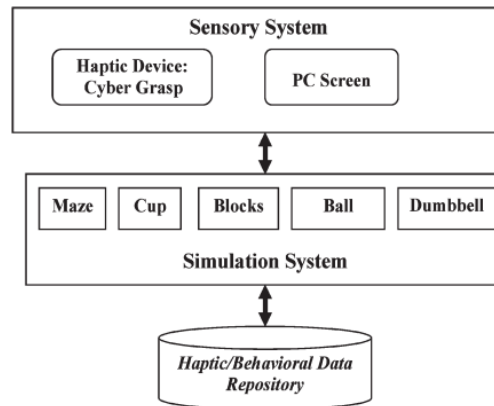 Sensory System
Haptic Device:
Cyber Grasp
PC Screen
Maze
Cup
Blocks
Ball
Dumbbell
Simulation System
Haptic/Behavioral Data
Repository